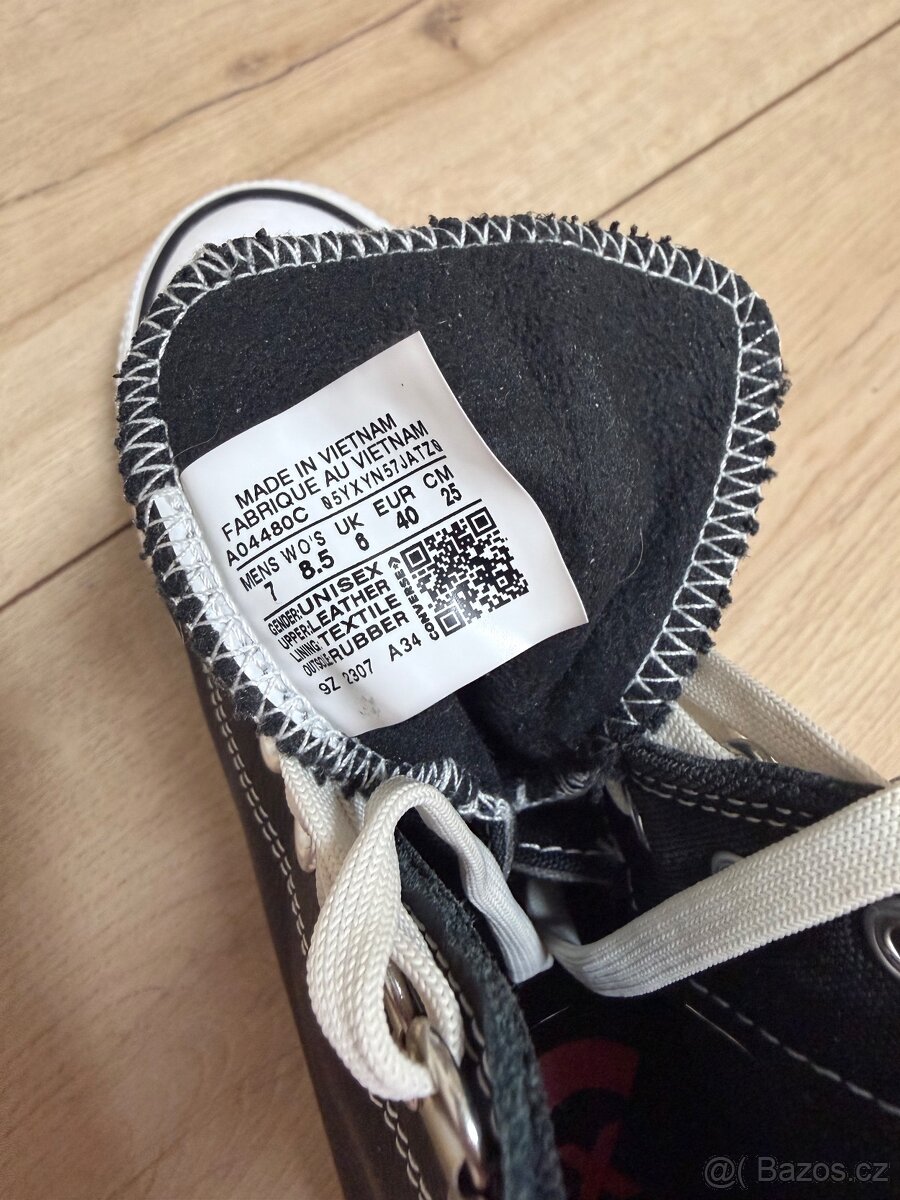 MADE IN VIETNAM
FABRIQUE AU VIETNAM
A04480C Q5YXYN57JATZQ
MENS WO'S UK EUR CM
7 8.5 6 40 25
GENDER:UNISEX
UPPER:LEATHER
LINING:TEXTILE
OUTSOLE:RUBBER
CONVERSE
9Z 2307 A34
@( Bazos.cz